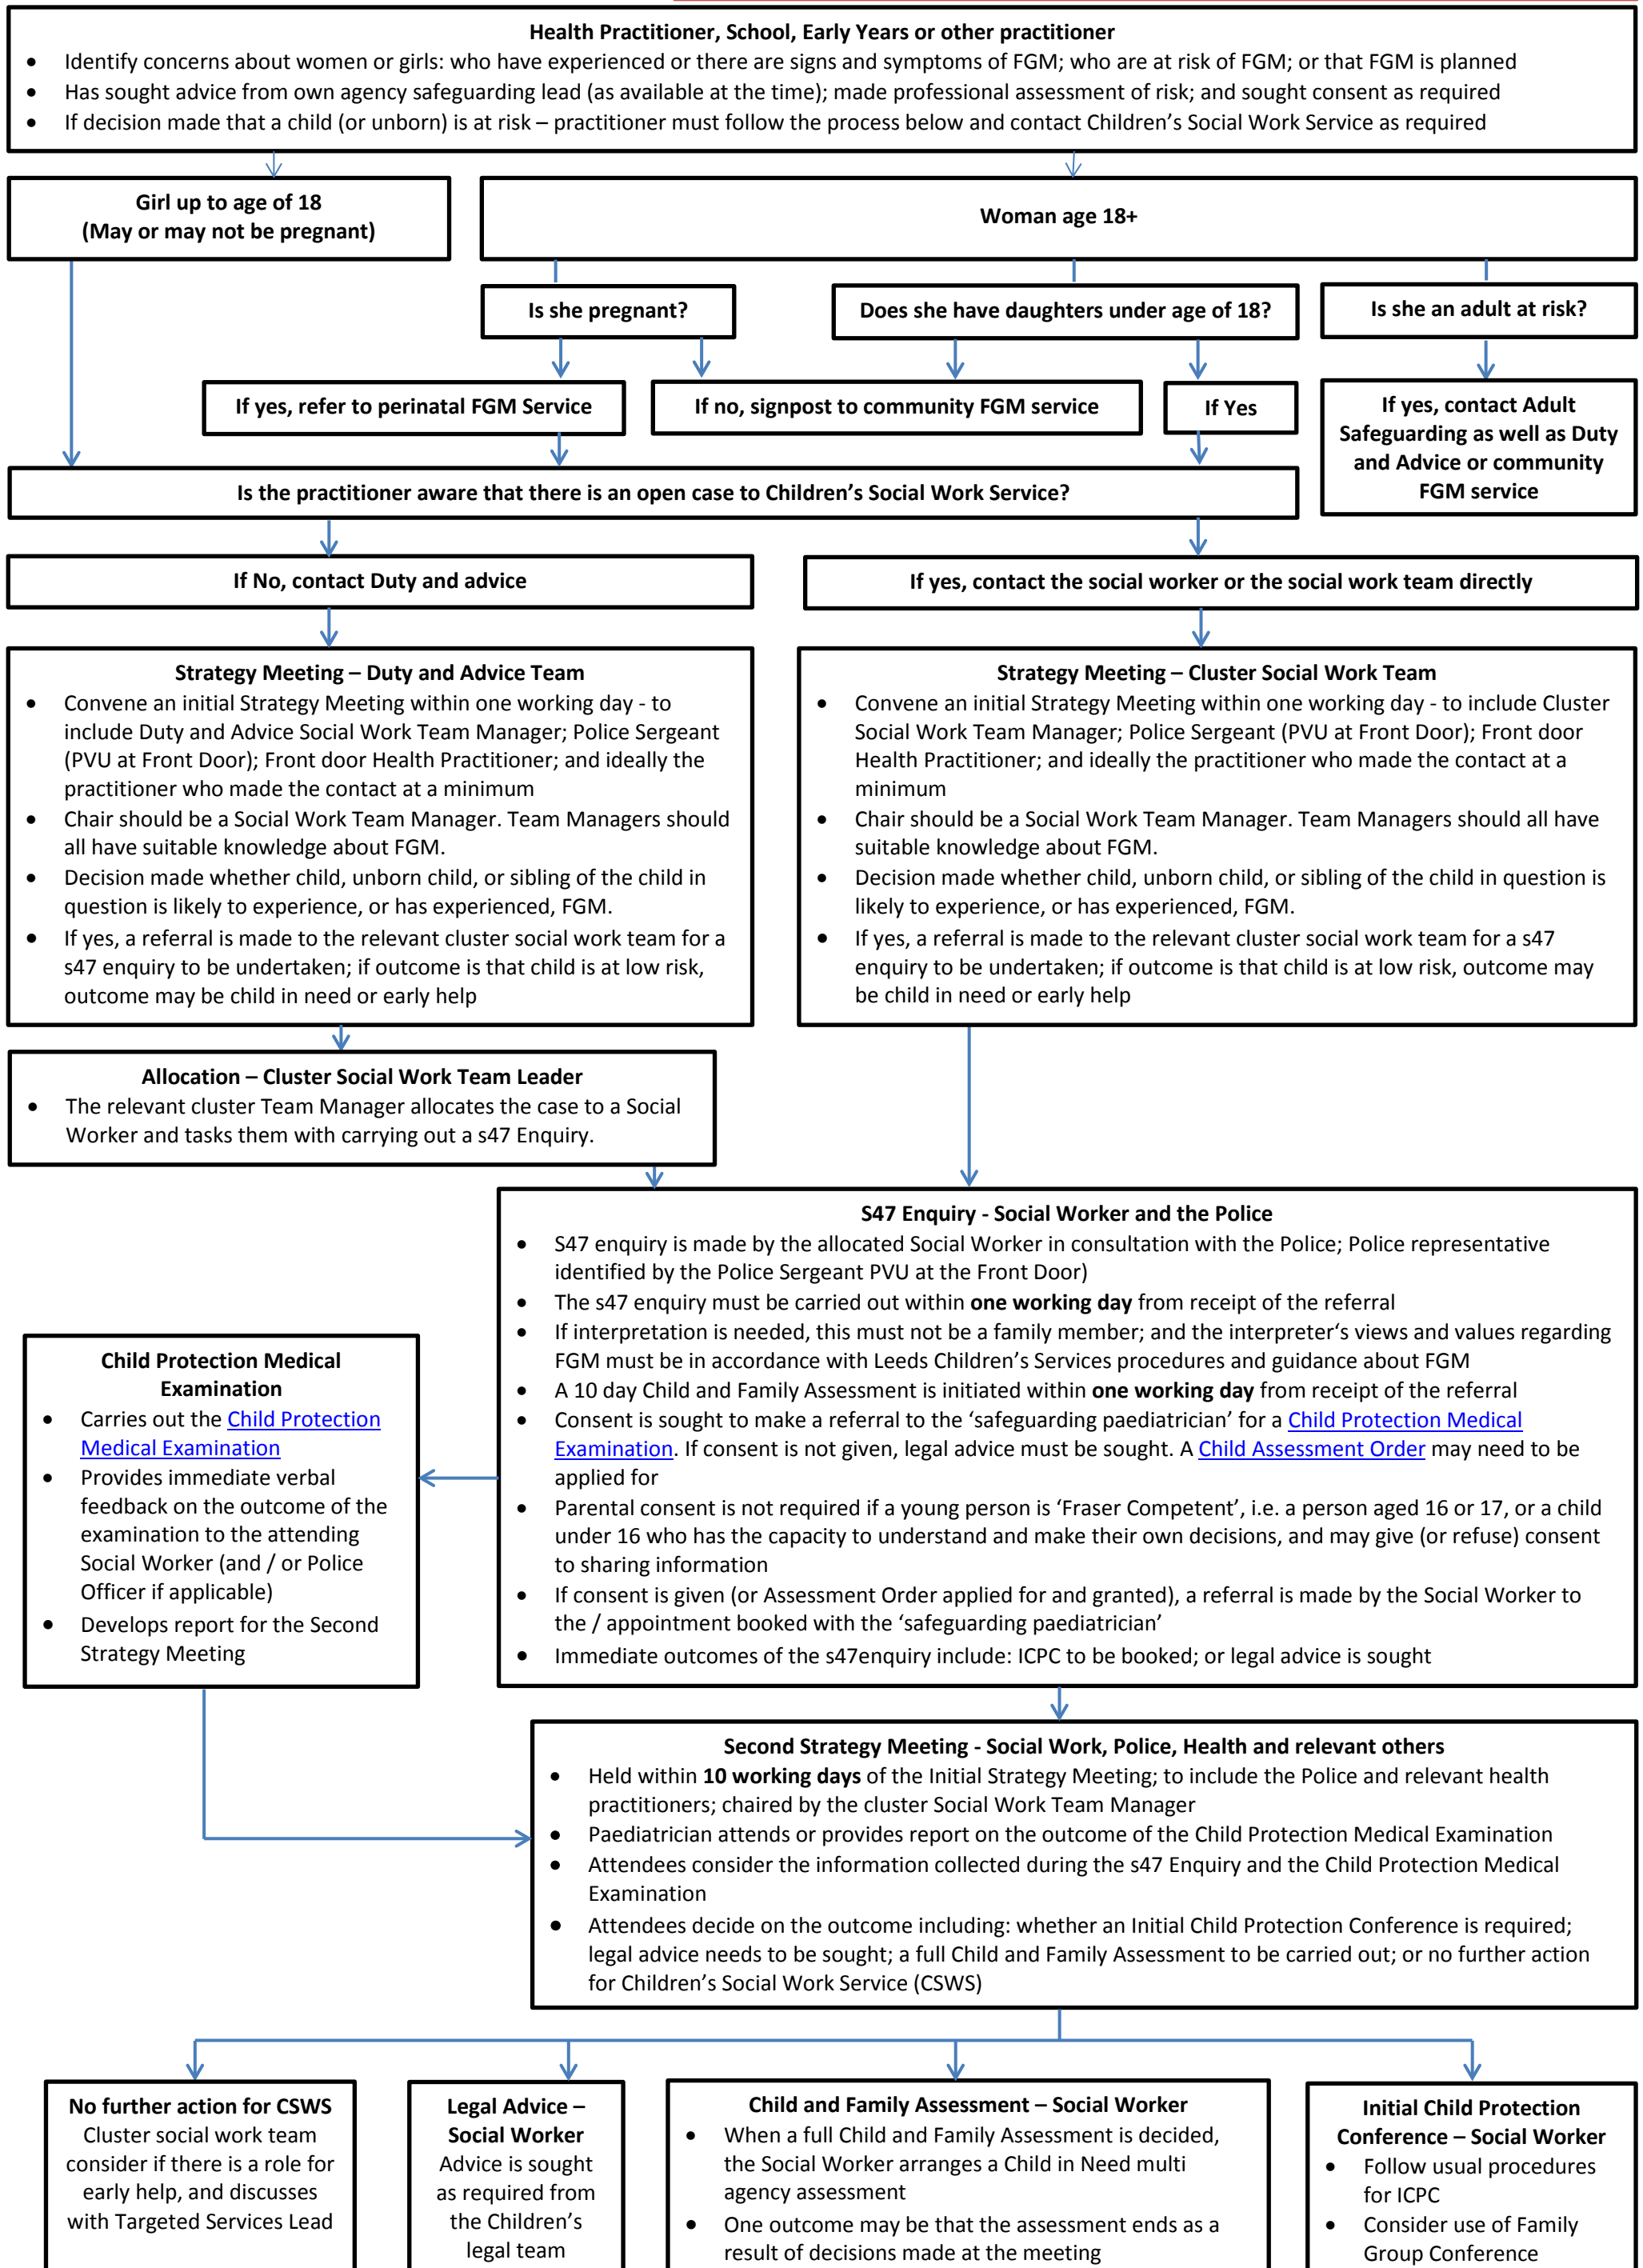 Health Practitioner, School, Early Years or other practitioner
• Identify concerns about women or girls: who have experienced or there are signs and symptoms of FGM; who are at risk of FGM; or that FGM is planned
• Has sought advice from own agency safeguarding lead (as available at the time); made professional assessment of risk; and sought consent as required
• If decision made that a child (or unborn) is at risk – practitioner must follow the process below and contact Children's Social Work Service as required
Girl up to age of 18
(May or may not be pregnant)
Woman age 18+
Is she pregnant?
Does she have daughters under age of 18?
Is she an adult at risk?
If yes, refer to perinatal FGM Service
If no, signpost to community FGM service
If Yes
If yes, contact Adult
Safeguarding as well as Duty
and Advice or community
FGM service
Is the practitioner aware that there is an open case to Children's Social Work Service?
If No, contact Duty and advice
If yes, contact the social worker or the social work team directly
Strategy Meeting – Duty and Advice Team
• Convene an initial Strategy Meeting within one working day - to
include Duty and Advice Social Work Team Manager; Police Sergeant
(PVU at Front Door); Front door Health Practitioner; and ideally the
practitioner who made the contact at a minimum
• Chair should be a Social Work Team Manager. Team Managers should
all have suitable knowledge about FGM.
• Decision made whether child, unborn child, or sibling of the child in
question is likely to experience, or has experienced, FGM.
• If yes, a referral is made to the relevant cluster social work team for a
s47 enquiry to be undertaken; if outcome is that child is at low risk,
outcome may be child in need or early help
Strategy Meeting – Cluster Social Work Team
• Convene an initial Strategy Meeting within one working day - to include Cluster
Social Work Team Manager; Police Sergeant (PVU at Front Door); Front door
Health Practitioner; and ideally the practitioner who made the contact at a
minimum
• Chair should be a Social Work Team Manager. Team Managers should all have
suitable knowledge about FGM.
• Decision made whether child, unborn child, or sibling of the child in question is
likely to experience, or has experienced, FGM.
• If yes, a referral is made to the relevant cluster social work team for a s47
enquiry to be undertaken; if outcome is that child is at low risk, outcome may
be child in need or early help
Allocation – Cluster Social Work Team Leader
• The relevant cluster Team Manager allocates the case to a Social
Worker and tasks them with carrying out a s47 Enquiry.
S47 Enquiry - Social Worker and the Police
• S47 enquiry is made by the allocated Social Worker in consultation with the Police; Police representative
identified by the Police Sergeant PVU at the Front Door)
• The s47 enquiry must be carried out within one working day from receipt of the referral
• If interpretation is needed, this must not be a family member; and the interpreter's views and values regarding
FGM must be in accordance with Leeds Children's Services procedures and guidance about FGM
• A 10 day Child and Family Assessment is initiated within one working day from receipt of the referral
• Consent is sought to make a referral to the 'safeguarding paediatrician' for a Child Protection Medical
Examination. If consent is not given, legal advice must be sought. A Child Assessment Order may need to be
applied for
• Parental consent is not required if a young person is 'Fraser Competent', i.e. a person aged 16 or 17, or a child
under 16 who has the capacity to understand and make their own decisions, and may give (or refuse) consent
to sharing information
• If consent is given (or Assessment Order applied for and granted), a referral is made by the Social Worker to
the / appointment booked with the 'safeguarding paediatrician'
• Immediate outcomes of the s47enquiry include: ICPC to be booked; or legal advice is sought
Child Protection Medical
Examination
• Carries out the Child Protection
Medical Examination
• Provides immediate verbal
feedback on the outcome of the
examination to the attending
Social Worker (and / or Police
Officer if applicable)
• Develops report for the Second
Strategy Meeting
Second Strategy Meeting - Social Work, Police, Health and relevant others
• Held within 10 working days of the Initial Strategy Meeting; to include the Police and relevant health
practitioners; chaired by the cluster Social Work Team Manager
• Paediatrician attends or provides report on the outcome of the Child Protection Medical Examination
• Attendees consider the information collected during the s47 Enquiry and the Child Protection Medical
Examination
• Attendees decide on the outcome including: whether an Initial Child Protection Conference is required;
legal advice needs to be sought; a full Child and Family Assessment to be carried out; or no further action
for Children's Social Work Service (CSWS)
No further action for CSWS
Cluster social work team
consider if there is a role for
early help, and discusses
with Targeted Services Lead
Legal Advice –
Social Worker
Advice is sought
as required from
the Children's
legal team
Child and Family Assessment – Social Worker
• When a full Child and Family Assessment is decided,
the Social Worker arranges a Child in Need multi
agency assessment
• One outcome may be that the assessment ends as a
result of decisions made at the meeting
Initial Child Protection
Conference – Social Worker
• Follow usual procedures
for ICPC
• Consider use of Family
Group Conference